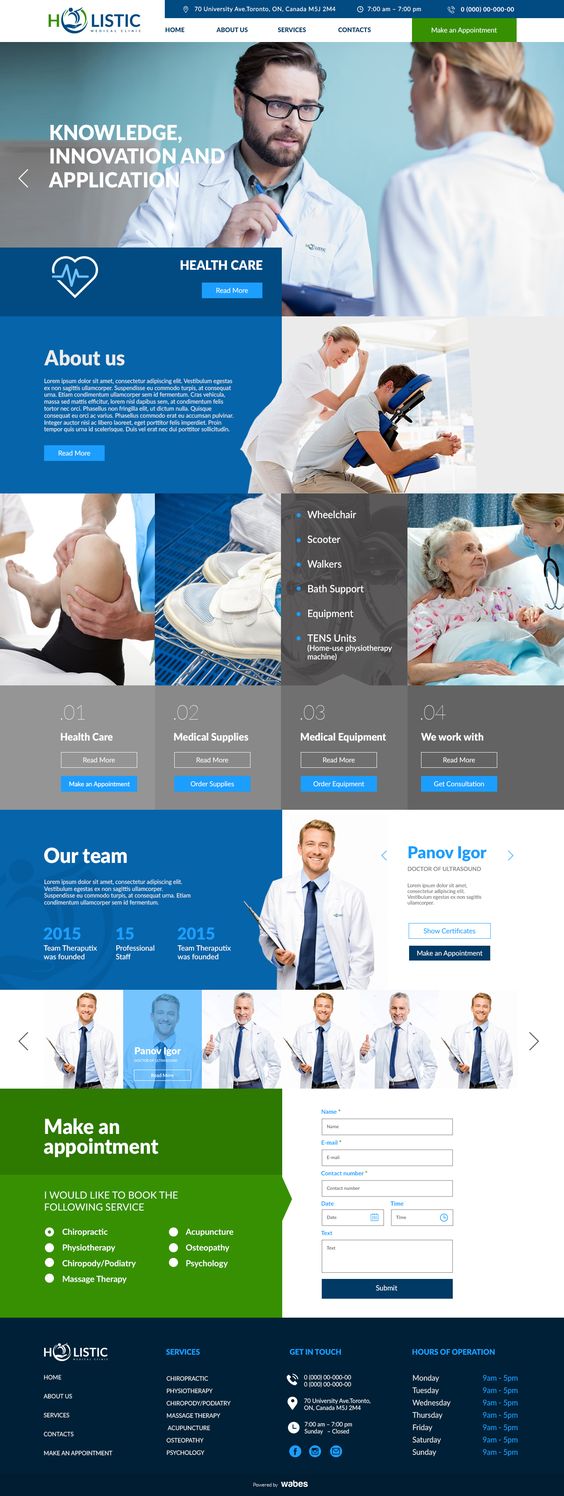 HOLISTIC
MEDICAL CLINIC
70 University Ave.Toronto, ON, Canada M5J 2M4
7:00 am – 7:00 pm
0 (000) 00-000-00
HOME
ABOUT US
SERVICES
CONTACTS
Make an Appointment
KNOWLEDGE,
INNOVATION AND
APPLICATION
HEALTH CARE
Read More
About us
Lorem ipsum dolor sit amet, consectetur adipiscing elit. Vestibulum egestas
ex non sagittis ullamcorper. Suspendisse eu commodo turpis, at consequat
urna. Etiam condimentum ullamcorper sem id fermentum. Cras vehicula,
massa sed mattis efficitur, lorem nisl dapibus sem, at condimentum felis
tortor nec orci. Phasellus non fringilla elit, ut dictum nulla. Quisque
consequat eu orci ac varius. Phasellus commodo erat eu accumsan pulvinar.
Integer auctor nisi ac libero laoreet, eget porttitor felis imperdiet. Proin
tempor quis urna id scelerisque. Duis vel erat nec dui porttitor sollicitudin.
Read More
Wheelchair
Scooter
Walkers
Bath Support
Equipment
TENS Units
(Home-use physiotherapy
machine)
.01
Health Care
Read More
Make an Appointment
.02
Medical Supplies
Read More
Order Supplies
.03
Medical Equipment
Read More
Order Equipment
.04
We work with
Read More
Get Consultation
Our team
Lorem ipsum dolor sit amet, consectetur adipiscing elit.
Vestibulum egestas ex non sagittis ullamcorper.
Suspendisse eu commodo turpis, at consequat urna. Etiam
condimentum ullamcorper sem id fermentum.
2015
Team Theraputix
was founded
15
Professional
Staff
2015
Team Theraputix
was founded
Panov Igor
DOCTOR OF ULTRASOUND
Lorem ipsum dolor sit amet,
consectetur adipiscing elit.
Vestibulum egestas ex non sagittis
ullamcorper.
Show Certificates
Make an Appointment
Panov Igor
DOCTOR OF ULTRASOUND
Read More
Make an
appointment
I WOULD LIKE TO BOOK THE
FOLLOWING SERVICE
Chiropractic
Physiotherapy
Chiropody/Podiatry
Massage Therapy
Acupuncture
Osteopathy
Psychology
Name *
Name
E-mail *
E-mail
Contact number *
Contact number
Date
Date
Time
Time
Text
Text
Submit
HOLISTIC
MEDICAL CLINIC
HOME
ABOUT US
SERVICES
CONTACTS
MAKE AN APPOINTMENT
SERVICES
CHIROPRACTIC
PHYSIOTHERAPY
CHIROPODY/PODIATRY
MASSAGE THERAPY
ACUPUNCTURE
OSTEOPATHY
PSYCHOLOGY
GET IN TOUCH
0 (000) 00-000-00
0 (000) 00-000-00
70 University Ave.Toronto,
ON, Canada M5J 2M4
7:00 am – 7:00 pm
Sunday – Closed
HOURS OF OPERATION
Monday 9am - 5pm
Tuesday 9am - 5pm
Wednesday 9am - 5pm
Thursday 9am - 5pm
Friday 9am - 5pm
Saturday 9am - 5pm
Sunday 9am - 5pm
Powered by wabes